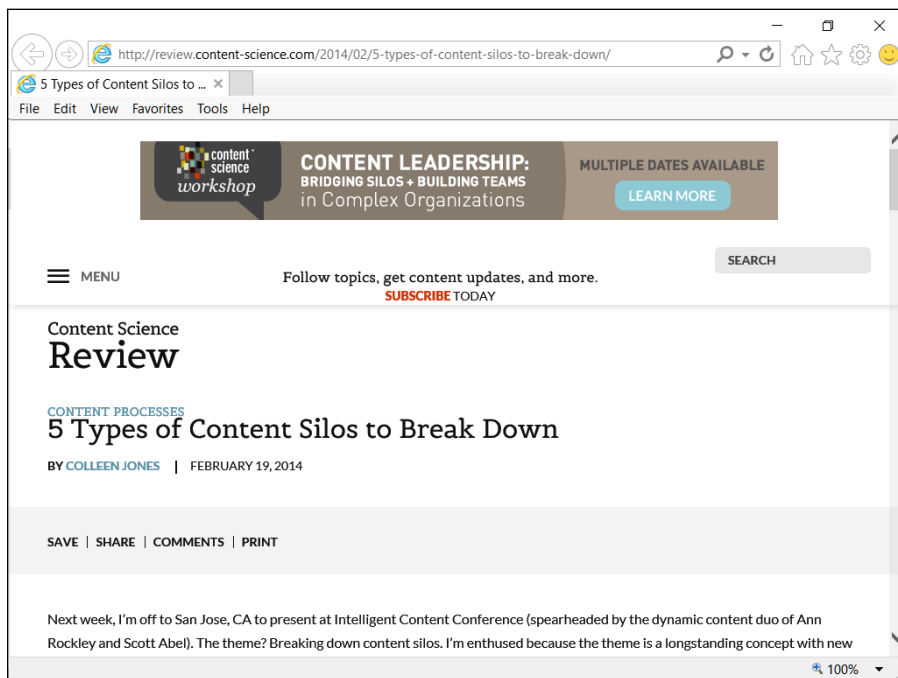 http://review.content-science.com/2014/02/5-types-of-content-silos-to-break-down/
5 Types of Content Silos to ...
File Edit View Favorites Tools Help
content science workshop
CONTENT LEADERSHIP:
BRIDGING SILOS + BUILDING TEAMS
in Complex Organizations
MULTIPLE DATES AVAILABLE
LEARN MORE
SEARCH
MENU
Follow topics, get content updates, and more.
SUBSCRIBE TODAY
Content Science
Review
CONTENT PROCESSES
5 Types of Content Silos to Break Down
BY COLLEEN JONES | FEBRUARY 19, 2014
SAVE | SHARE | COMMENTS | PRINT
Next week, I'm off to San Jose, CA to present at Intelligent Content Conference (spearheaded by the dynamic content duo of Ann
Rockley and Scott Abel). The theme? Breaking down content silos. I'm enthused because the theme is a longstanding concept with new
100%